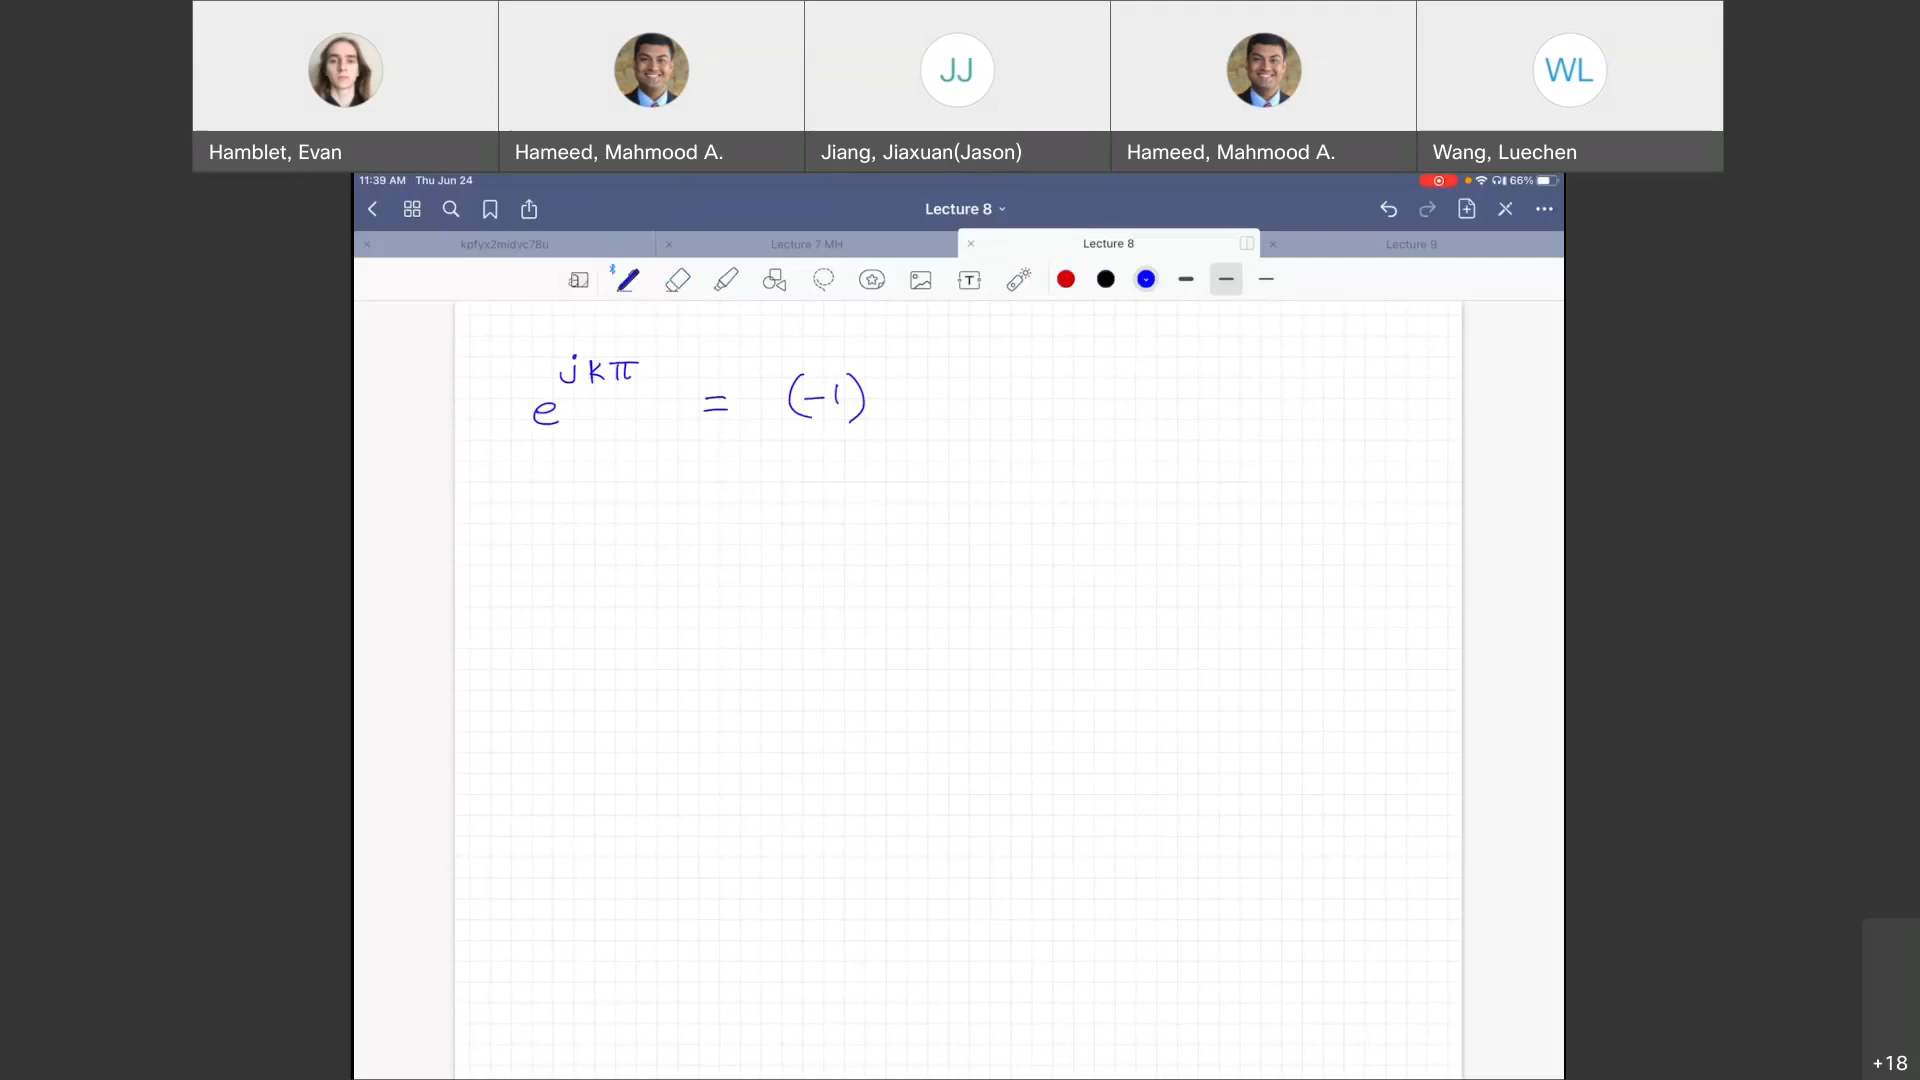 JJ
WL
Hamblet, Evan
Hameed, Mahmood A.
Jiang, Jiaxuan(Jason)
Hameed, Mahmood A.
Wang, Luechen
11:39 AM Thu Jun 24
66%
Lecture 8
kpfyx2midvc78u
Lecture 7 MH
Lecture 8
Lecture 9
e^{jkπ} = (-1)
+18